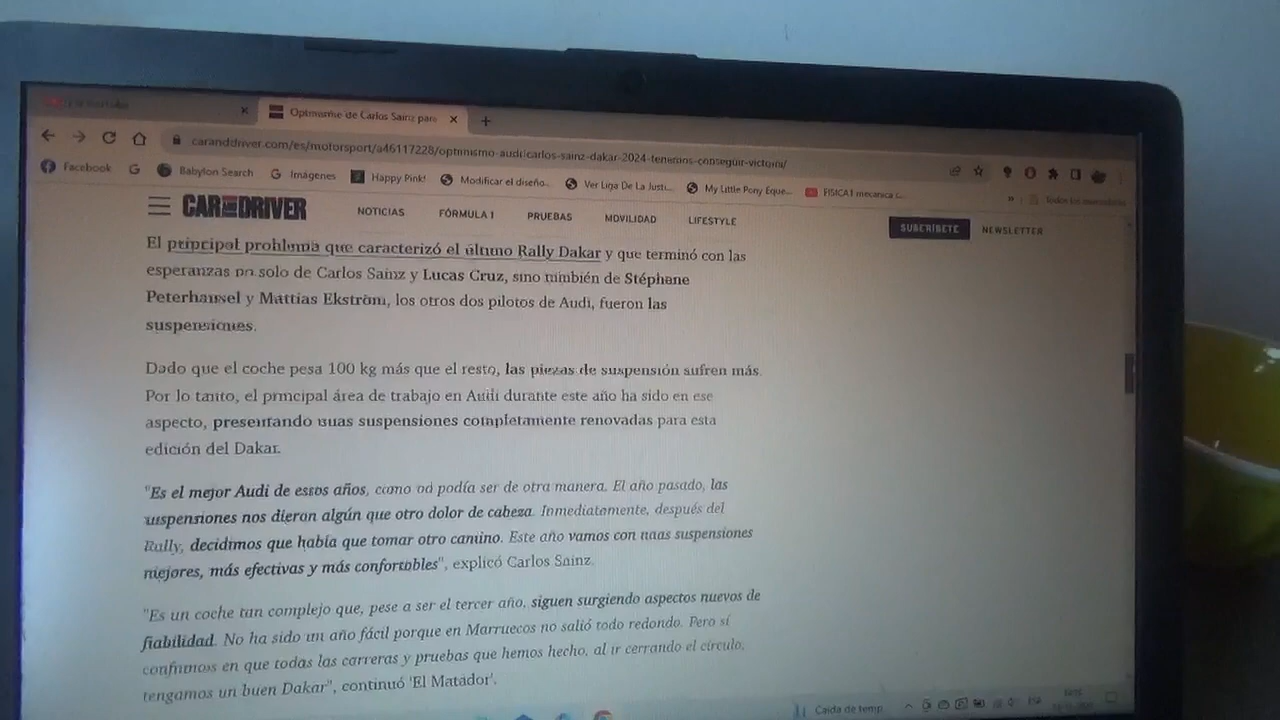 Optimismo de Carlos Sainz para
caranddriver.com/es/motorsport/a46117228/optimismo-audi-carlos-sainz-dakar-2024-tenemos-conseguir-victoria/
Facebook G Babylon Search G Imágenes Happy Pink! Modificar el diseño... Ver Liga De La Justi... My Little Pony Eque... FISICA1 mecanica c... » Todos los marcadores
CAR AND DRIVER NOTICIAS FÓRMULA 1 PRUEBAS MOVILIDAD LIFESTYLE SUSCRÍBETE NEWSLETTER
El principal problema que caracterizó el último Rally Dakar y que terminó con las
esperanzas no solo de Carlos Sainz y Lucas Cruz, sino también de Stéphane
Peterhansel y Mattias Ekström, los otros dos pilotos de Audi, fueron las
suspensiones.
Dado que el coche pesa 100 kg más que el resto, las piezas de suspensión sufren más.
Por lo tanto, el principal área de trabajo en Audi durante este año ha sido en ese
aspecto, presentando unas suspensiones completamente renovadas para esta
edición del Dakar.
"Es el mejor Audi de estos años, como no podía ser de otra manera. El año pasado, las
suspensiones nos dieron algún que otro dolor de cabeza. Inmediatamente, después del
Rally, decidimos que había que tomar otro camino. Este año vamos con unas suspensiones
mejores, más efectivas y más confortables", explicó Carlos Sainz.
"Es un coche tan complejo que, pese a ser el tercer año, siguen surgiendo aspectos nuevos de
fiabilidad. No ha sido un año fácil porque en Marruecos no salió todo redondo. Pero sí
confiamos en que todas las carreras y pruebas que hemos hecho, al ir cerrando el círculo,
tengamos un buen Dakar", continuó 'El Matador'.
Caída de temp.